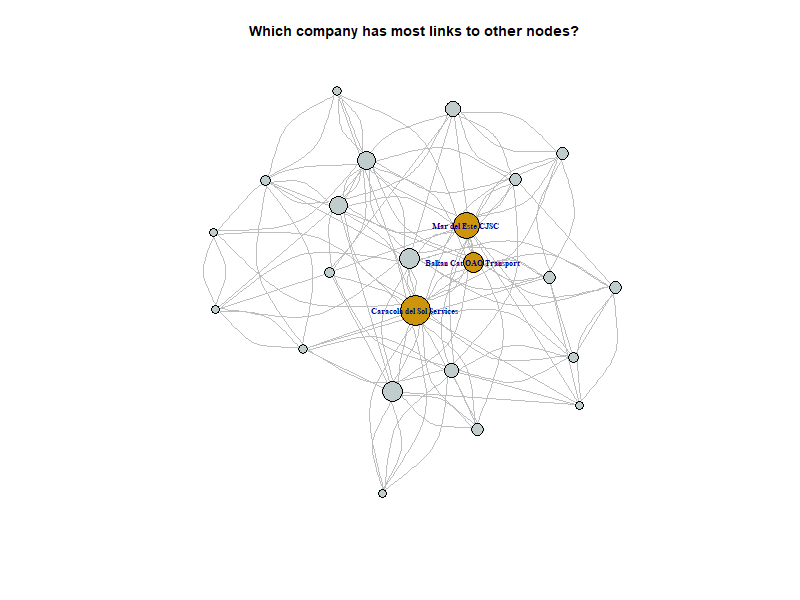 Which company has most links to other nodes?
Mar del Este CJSC
Balkan Cat OAO Transport
Caracola del Sol Services